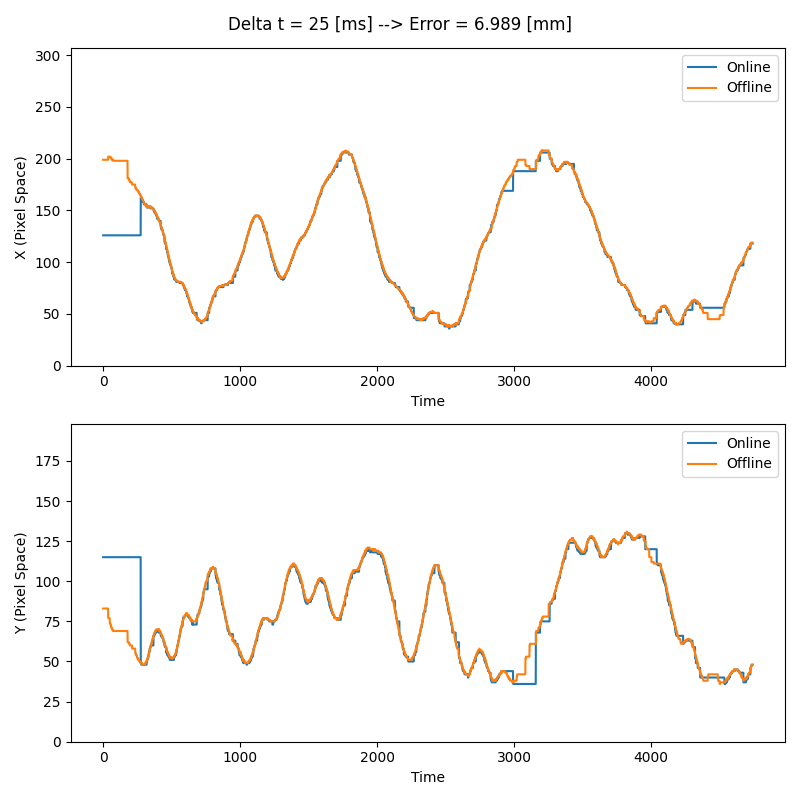 Delta t = 25 [ms] --> Error = 6.989 [mm]
300
250
200
150
100
50
0
X (Pixel Space)
Online
Offline
0 1000 2000 3000 4000
Time
175
150
125
100
75
50
25
0
Y (Pixel Space)
Online
Offline
0 1000 2000 3000 4000
Time